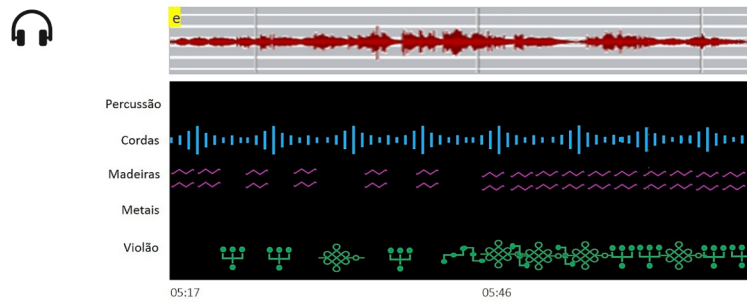 e
Percussão
Cordas
Madeiras
Metais
Violão
05:17 05:46